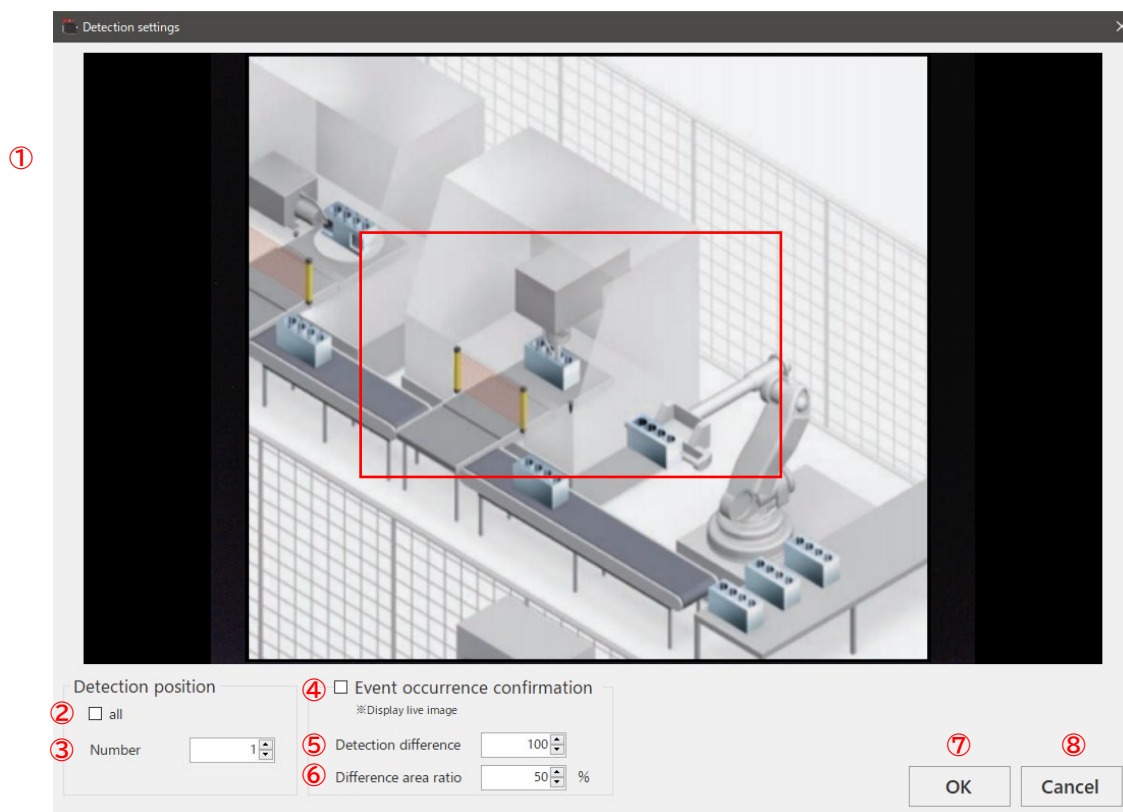 Detection settings
①
Detection position
② all
③ Number 1
④ Event occurrence confirmation
※Display live image
⑤ Detection difference 100
⑥ Difference area ratio 50 %
⑦
OK
⑧
Cancel